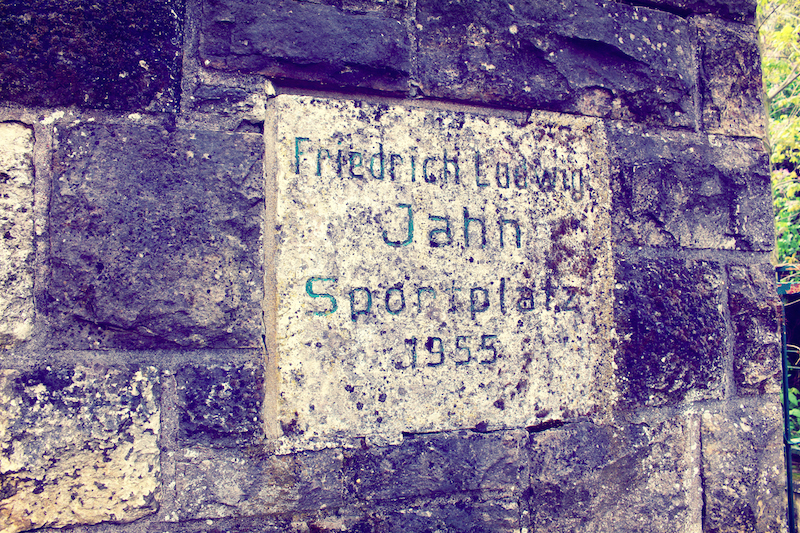 Friedrich Ludwig
Jahn
Sportplatz
1955